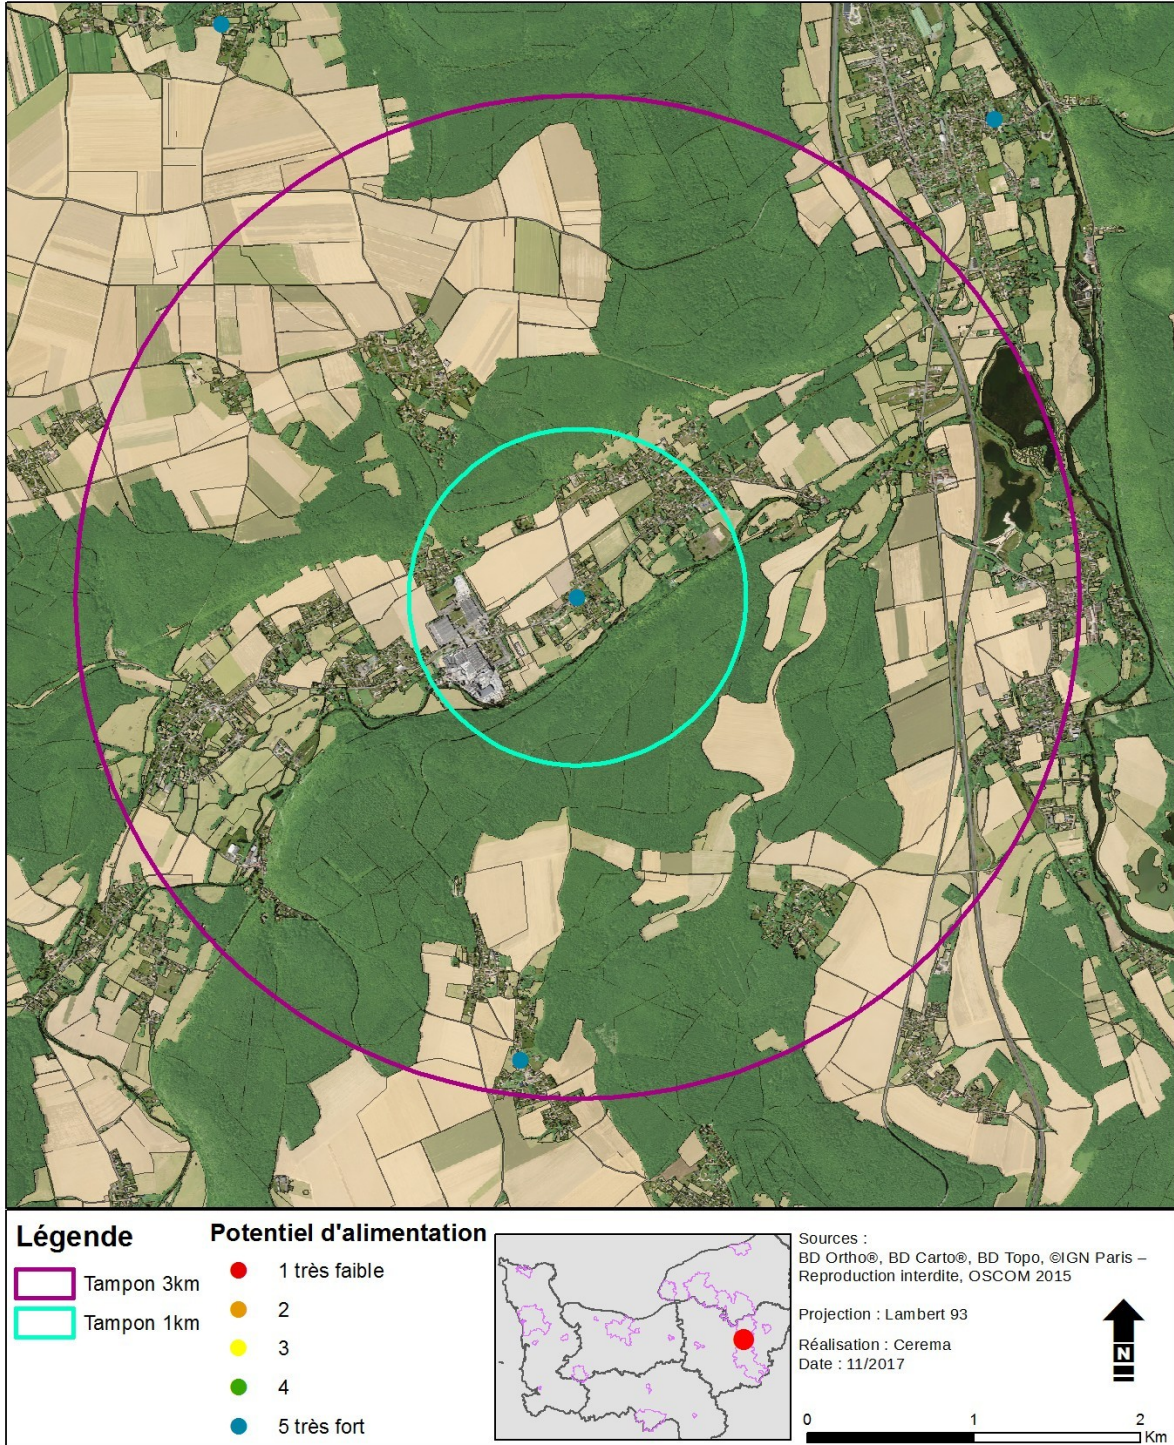 Légende
Tampon 3km
Tampon 1km
Potentiel d'alimentation
1 très faible
2
3
4
5 très fort
Sources :
BD Ortho®, BD Carto®, BD Topo, ©IGN Paris –
Reproduction interdite, OSCOM 2015
Projection : Lambert 93
Réalisation : Cerema
Date : 11/2017
N
0 1 2
Km